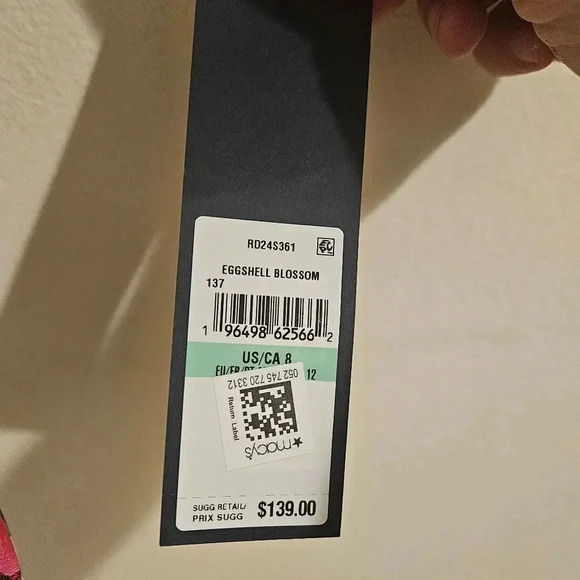 RD24S361
EGGSHELL BLOSSOM
137
1 96498 62566 2
US/CA 8
12
052 745 720 3312
Return Label
★macys
SUGG RETAIL/
PRIX SUGG
$139.00